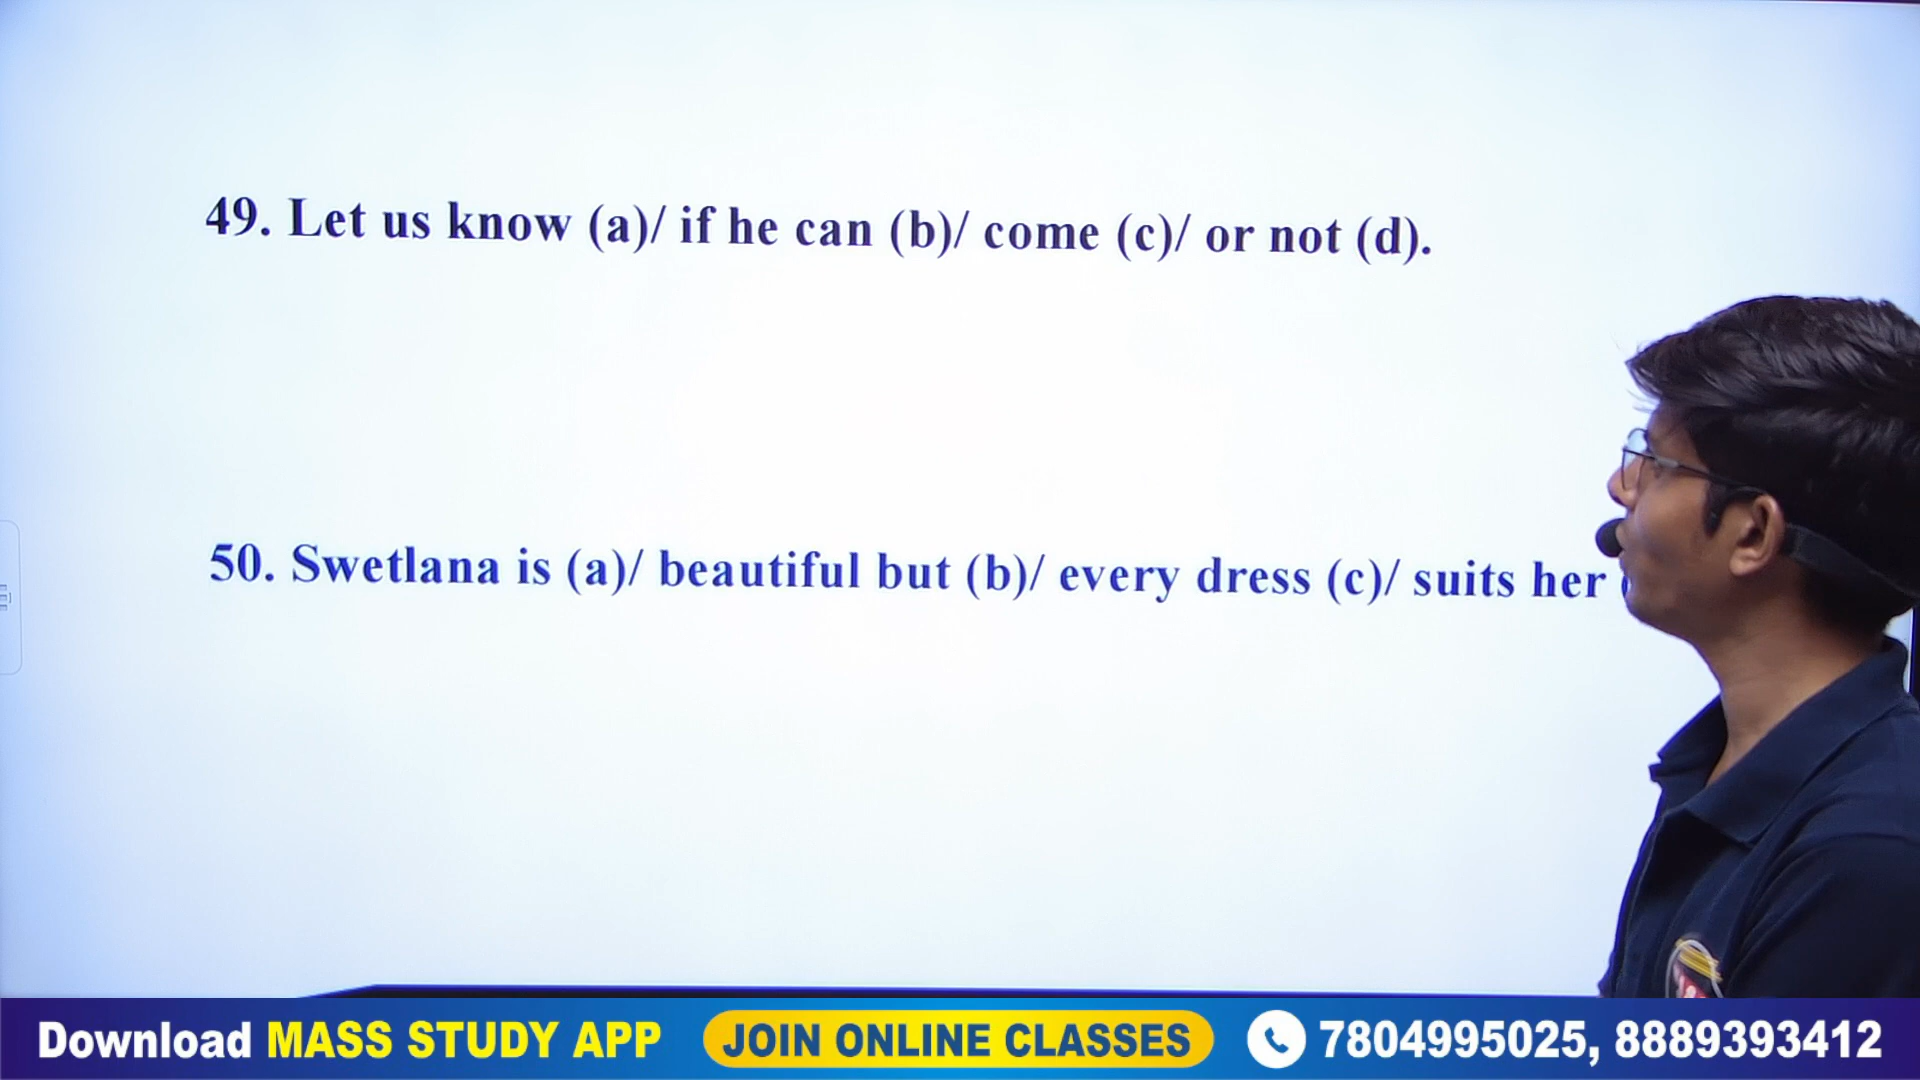 49. Let us know (a)/ if he can (b)/ come (c)/ or not (d).
50. Swetlana is (a)/ beautiful but (b)/ every dress (c)/ suits her
Download MASS STUDY APP JOIN ONLINE CLASSES 7804995025, 8889393412